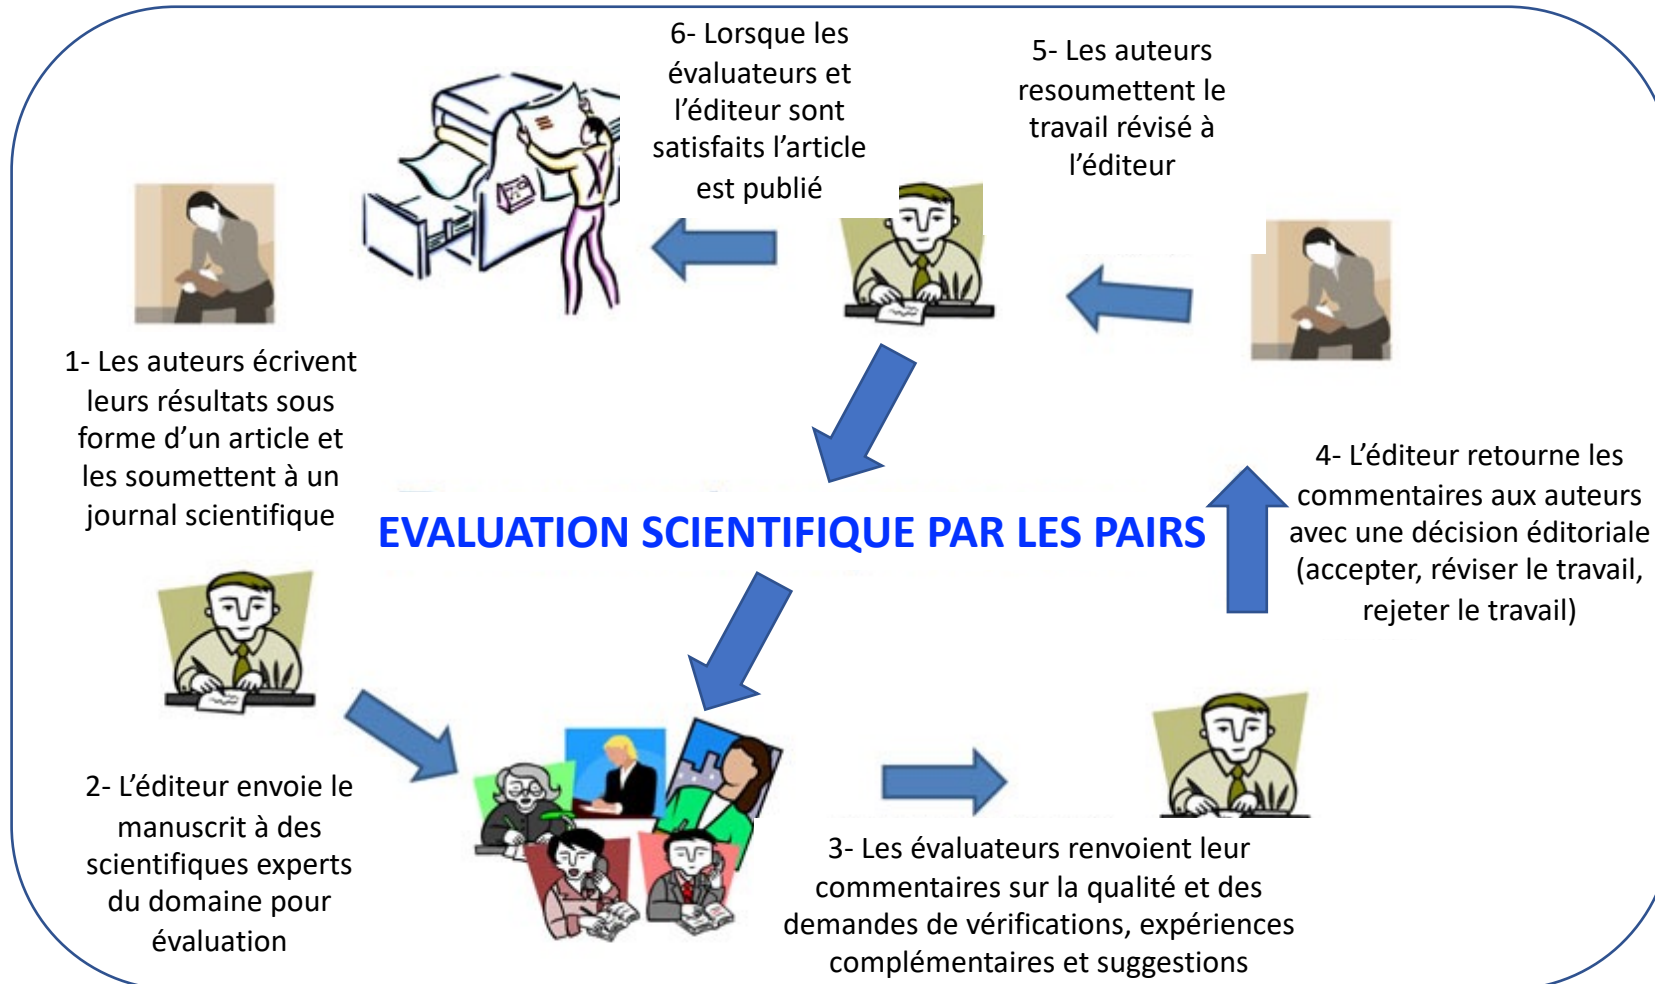 6- Lorsque les
évaluateurs et
l’éditeur sont
satisfaits l’article
est publié
5- Les auteurs
resoumettent le
travail révisé à
l’éditeur
1- Les auteurs écrivent
leurs résultats sous
forme d’un article et
les soumettent à un
journal scientifique
EVALUATION SCIENTIFIQUE PAR LES PAIRS
4- L’éditeur retourne les
commentaires aux auteurs
avec une décision éditoriale
(accepter, réviser le travail,
rejeter le travail)
2- L’éditeur envoie le
manuscrit à des
scientifiques experts
du domaine pour
évaluation
3- Les évaluateurs renvoient leur
commentaires sur la qualité et des
demandes de vérifications, expériences
complémentaires et suggestions